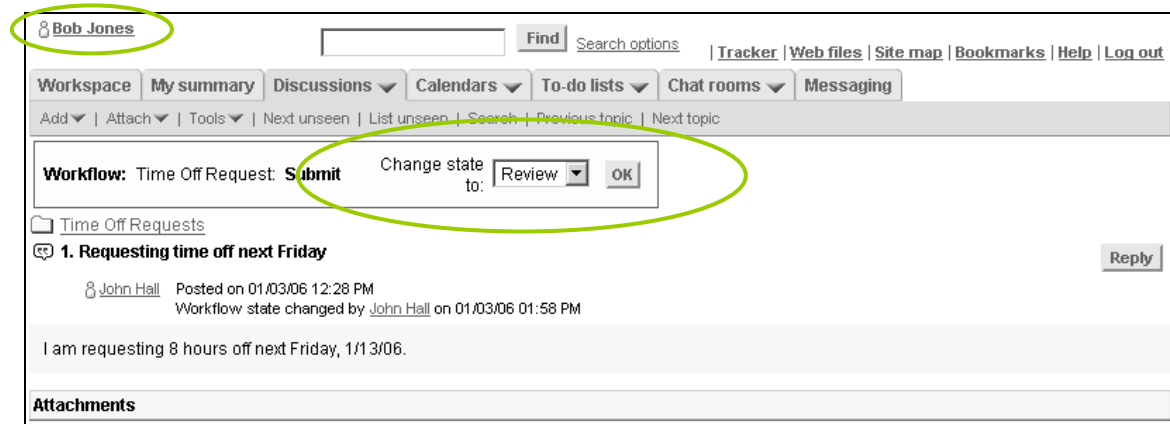 Bob Jones
Find Search options
| Tracker | Web files | Site map | Bookmarks | Help | Log out
Workspace My summary Discussions Calendars To-do lists Chat rooms Messaging
Add | Attach | Tools | Next unseen | List unseen | Search | Previous topic | Next topic
Workflow: Time Off Request: Submit Change state to: Review OK
Time Off Requests
1. Requesting time off next Friday
Reply
John Hall Posted on 01/03/06 12:28 PM
Workflow state changed by John Hall on 01/03/06 01:58 PM
I am requesting 8 hours off next Friday, 1/13/06.
Attachments